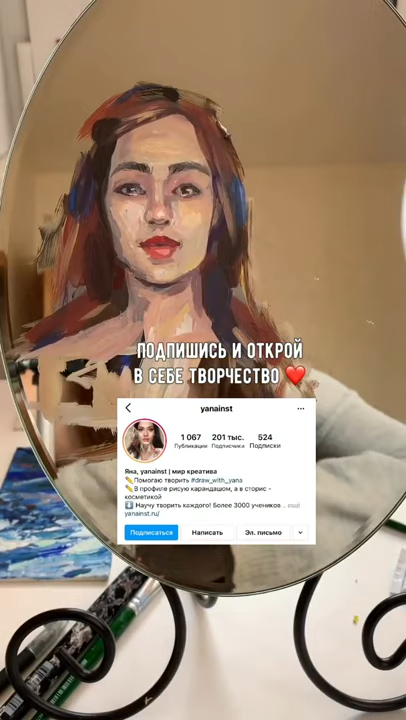 ПОДПИШИСЬ И ОТКРОЙ
В СЕБЕ ТВОРЧЕСТВО ❤️
yanainst
1 067 201 тыс. 524
Публикации Подписчики Подписки
Яна, yanainst | мир креатива
✏️Помогаю творить #draw_with_yana
✏️В профиле рисую карандашом, а в сторис -
косметикой
⬇️ Научу творить каждого! Более 3000 учеников .. ещё
yanainst.ru/
Подписаться Написать Эл. письмо